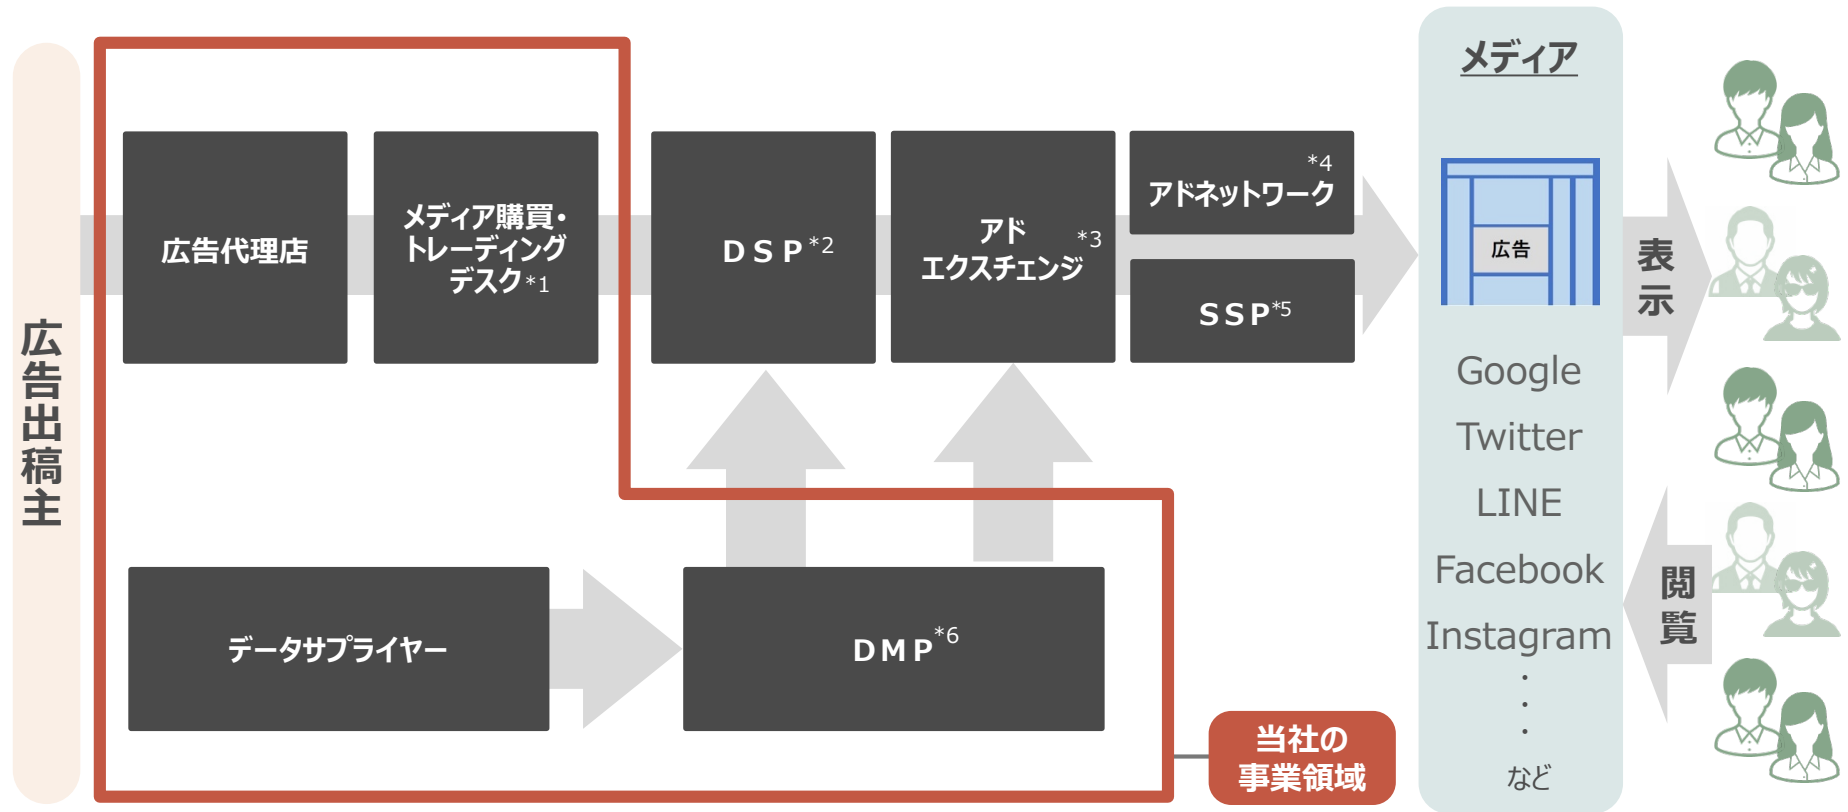 広告出稿主
広告代理店
メディア購買・
トレーディング
デスク*1
DSP*2
アド
エクスチェンジ*3
*4
アドネットワーク
SSP*5
データサプライヤー
DMP*6
当社の
事業領域
メディア
広告
Google
Twitter
LINE
Facebook
Instagram
・
・
・
など
表示
閲覧